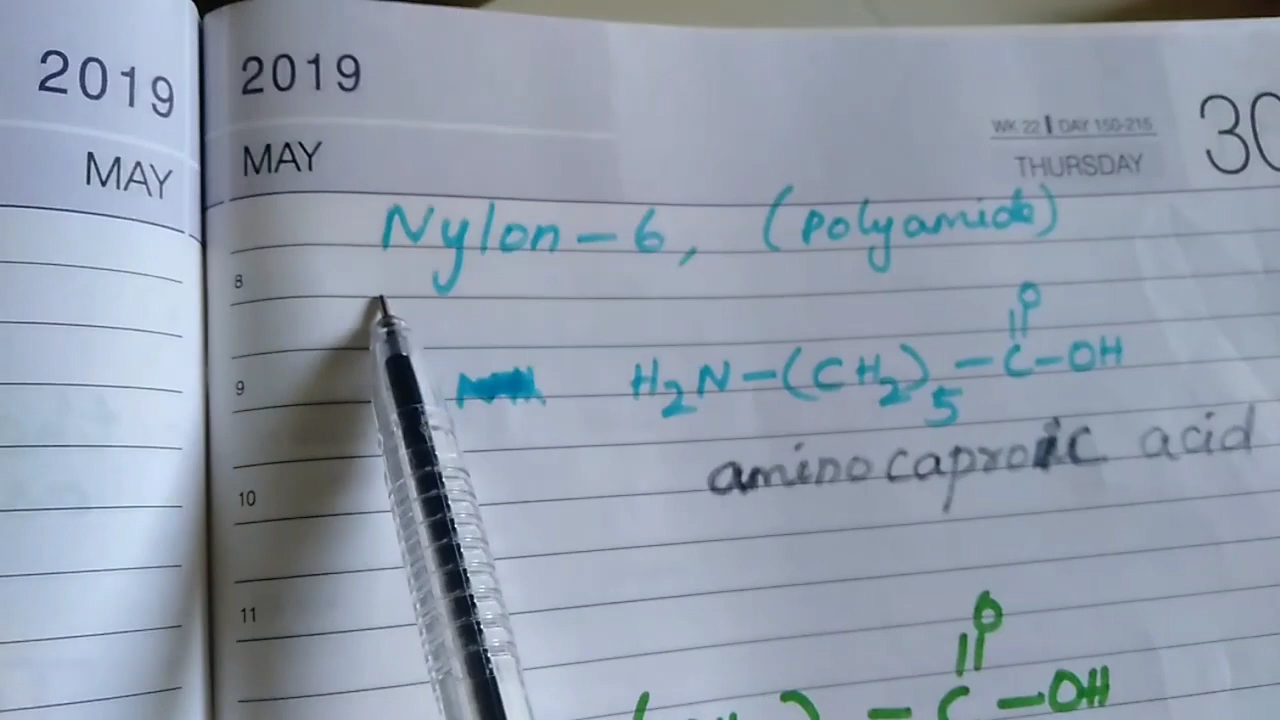 2019
MAY
2019
MAY
WK 22 | DAY 150-215
THURSDAY
30
Nylon-6, (polyamide)
8
O
||
9
H2N-(CH2)5-C-OH
aminocaproic acid
10
11
O
||
C-OH